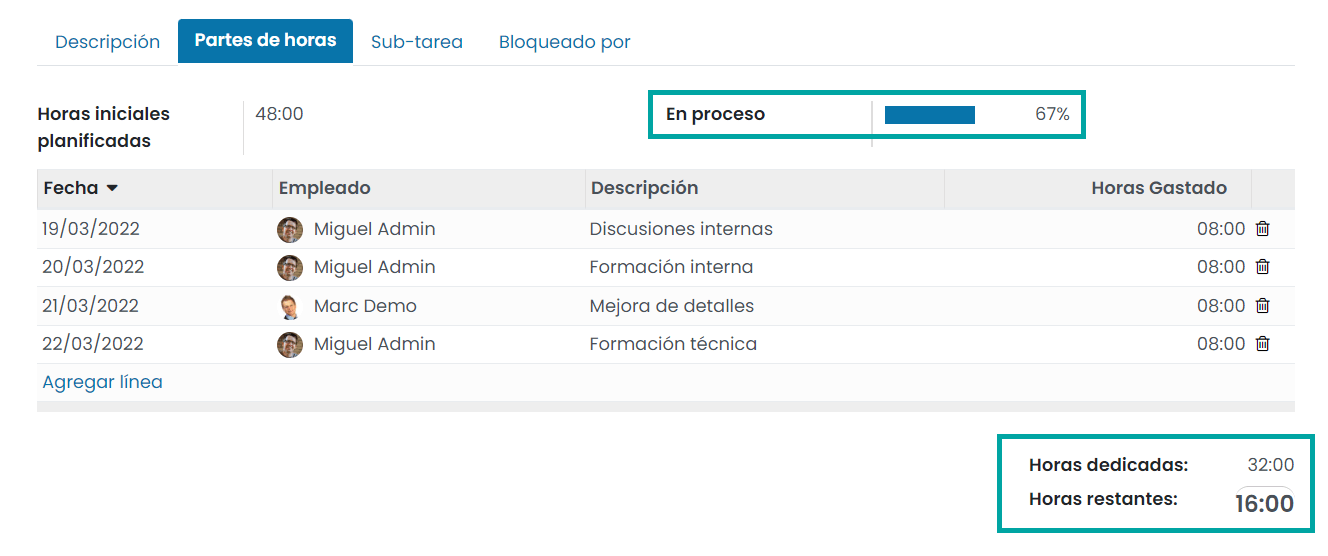 Descripción Partes de horas Sub-tarea Bloqueado por
Horas iniciales planificadas 48:00 En proceso 67%
Fecha Empleado Descripción Horas Gastado
19/03/2022 Miguel Admin Discusiones internas 08:00
20/03/2022 Miguel Admin Formación interna 08:00
21/03/2022 Marc Demo Mejora de detalles 08:00
22/03/2022 Miguel Admin Formación técnica 08:00
Agregar línea
Horas dedicadas: 32:00
Horas restantes: 16:00